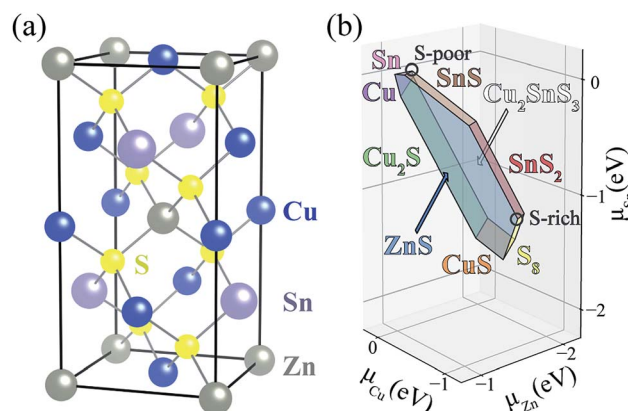 (a)
Cu
S
Sn
Zn
(b)
Sn
S-poor
SnS
Cu
Cu₂SnS₃
Cu₂S
SnS₂
ZnS
S-rich
CuS
S₈
0
−1
−2
μSn(eV)
0
−1
μCu(eV)
−1
−2
μZn(eV)